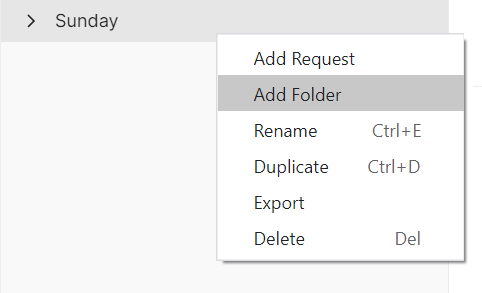 Sunday
Add Request
Add Folder
Rename Ctrl+E
Duplicate Ctrl+D
Export
Delete Del